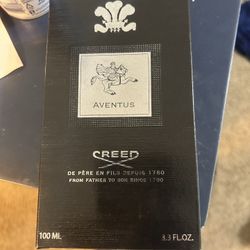 AVENTUS
CREED
DE PÈRE EN FILS DEPUIS 1760
FROM FATHER TO SON SINCE 1760
100 ML
3.3 FL.OZ.